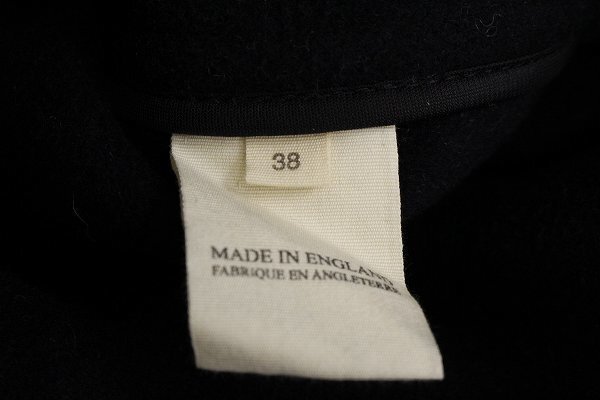 38
MADE IN ENGLAND
FABRIQUE EN ANGLETERRE